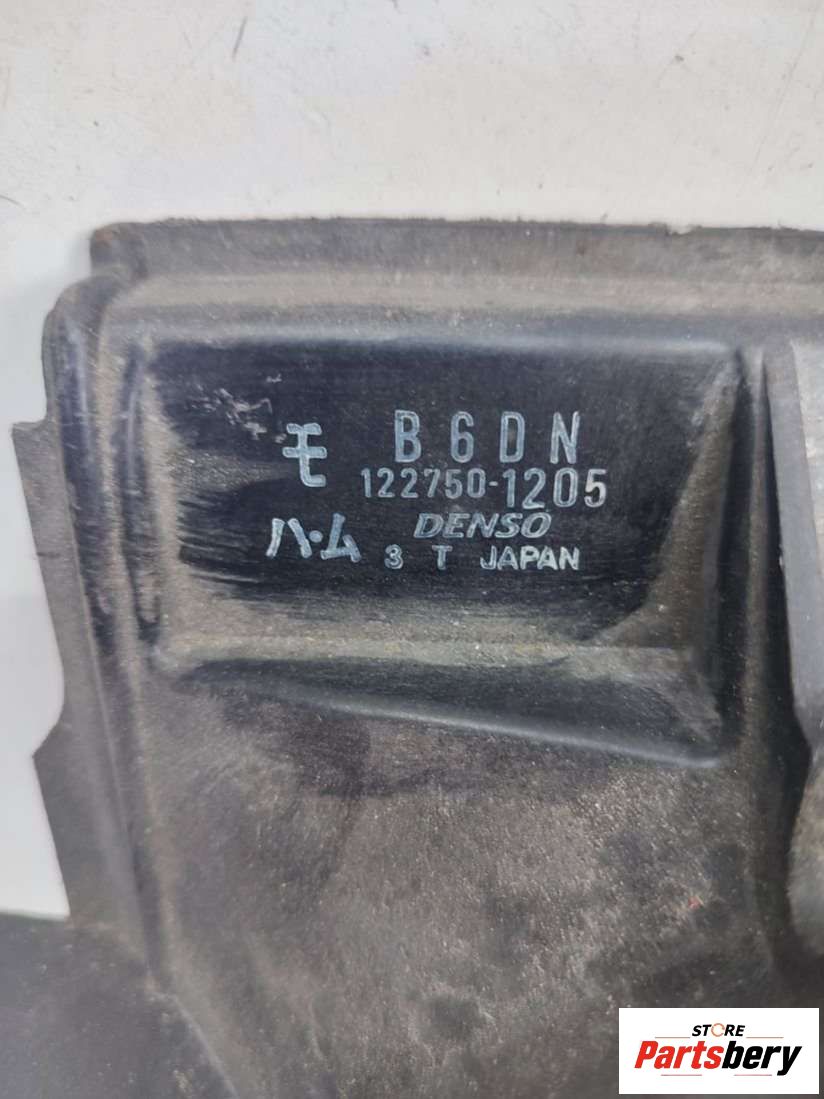 モ B6DN
122750-1205
ハ・ム DENSO
3 T JAPAN
STORE
Partsbery